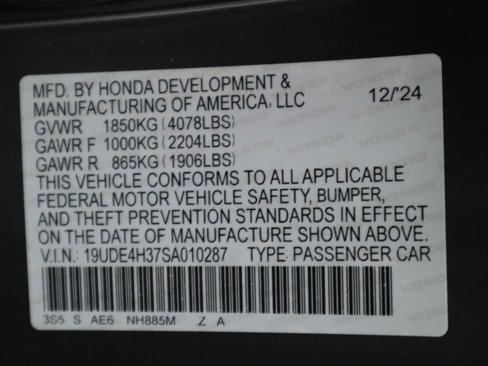 MFD. BY HONDA DEVELOPMENT &
MANUFACTURING OF AMERICA, LLC 12/'24
GVWR 1850KG (4078LBS)
GAWR F 1000KG (2204LBS)
GAWR R 865KG (1906LBS)
THIS VEHICLE CONFORMS TO ALL APPLICABLE
FEDERAL MOTOR VEHICLE SAFETY, BUMPER,
AND THEFT PREVENTION STANDARDS IN EFFECT
ON THE DATE OF MANUFACTURE SHOWN ABOVE.
V.I.N.: 19UDE4H37SA010287 TYPE: PASSENGER CAR
3S5 S AE6 NH885M Z A